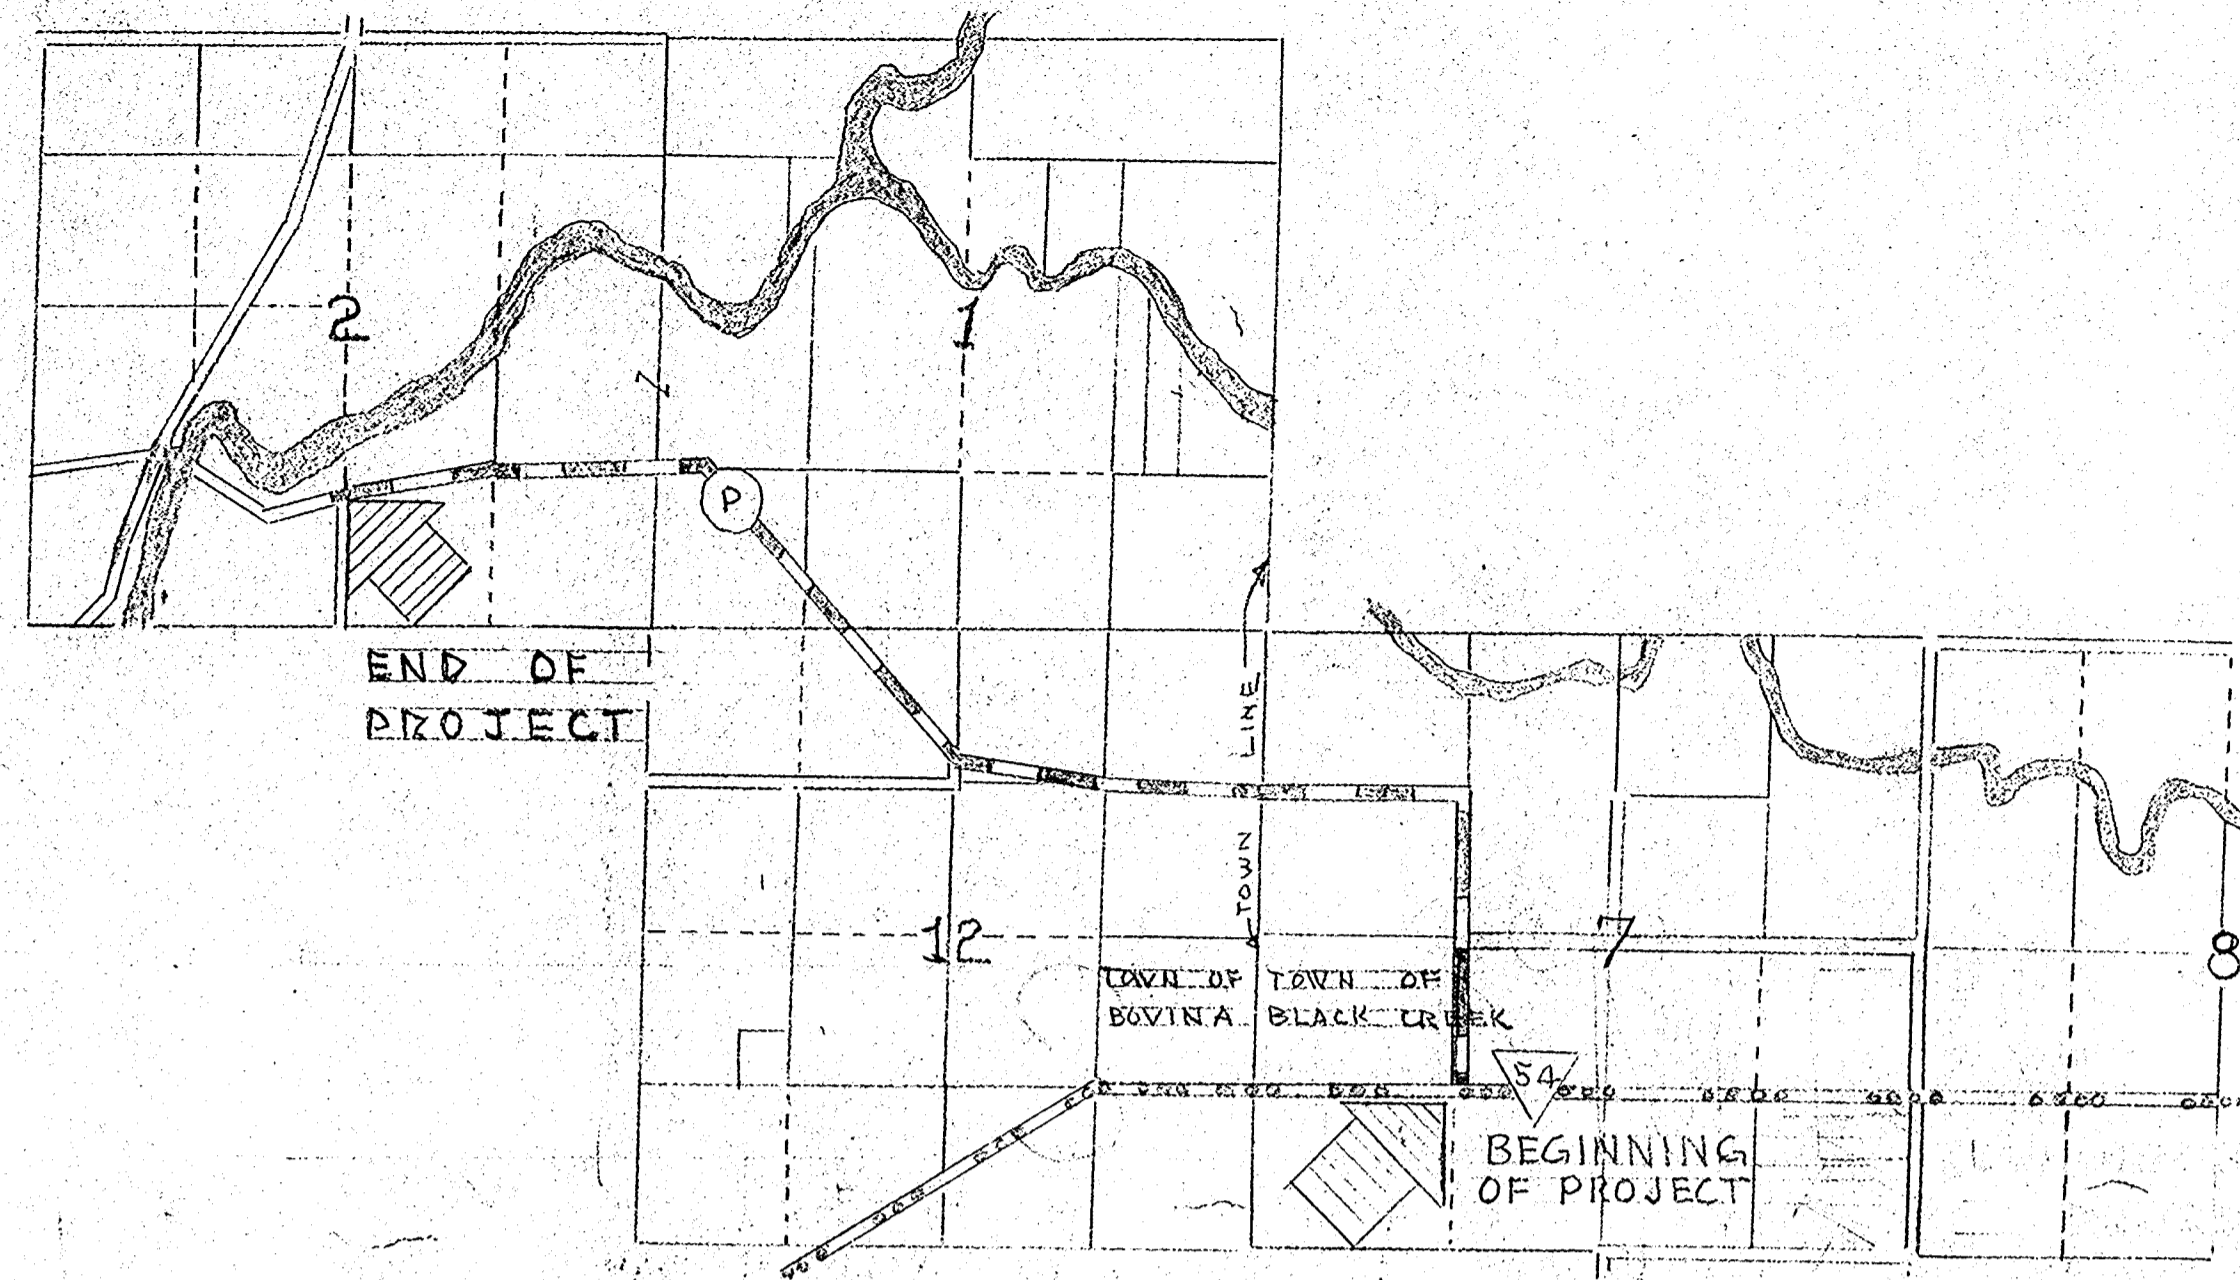 2
1
P
END OF
PROJECT
LINE
TOWN
12
7
8
TOWN OF
BOVINA
TOWN OF
BLACK CREEK
54
BEGINNING
OF PROJECT